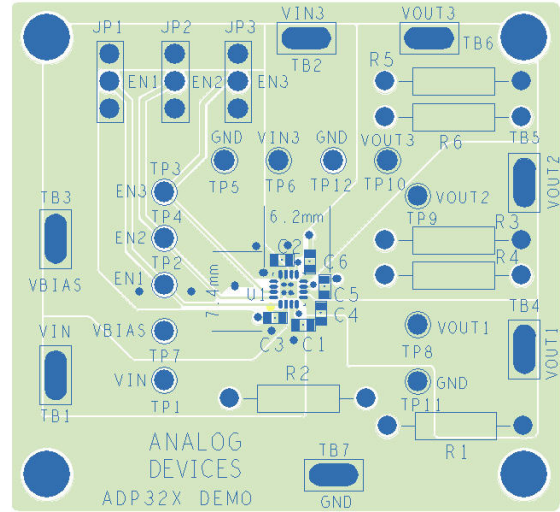 JP1 JP2 JP3 VIN3 VOUT3
TB2 TB6
EN1 EN2 EN3 R5
R6
GND VIN3 GND VOUT3 TB5
TP5 TP6 TP12 TP10
VOUT2
TP3
EN3 VOUT2
TP4 TP9
TB3 6.2mm R3
EN2
TP2 C2 C6 R4
VBIAS EN1 7.4mm U1 C5
TB4
VIN VBIAS C4 VOUT1
TP7 C3 C1 TP8 VOUT1
VIN R2 GND
TB1 TP1 TP11
ANALOG R1
DEVICES TB7
ADP32X DEMO GND